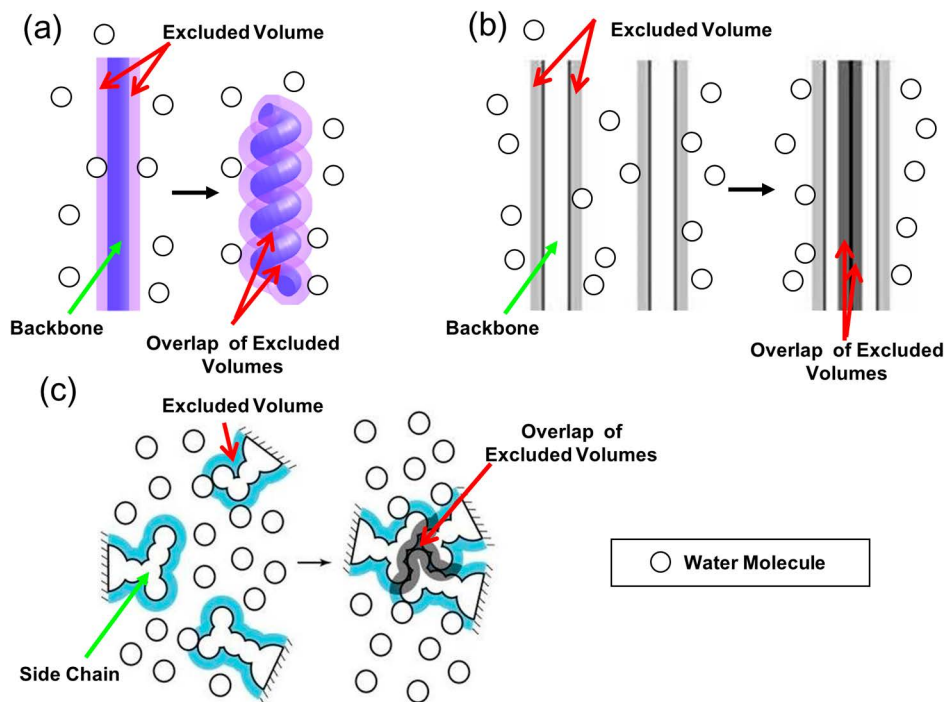 (a)
Excluded Volume
Backbone
Overlap of Excluded
Volumes
(b)
Excluded Volume
Backbone
Overlap of Excluded
Volumes
(c)
Excluded Volume
Overlap of
Excluded Volumes
Side Chain
Water Molecule